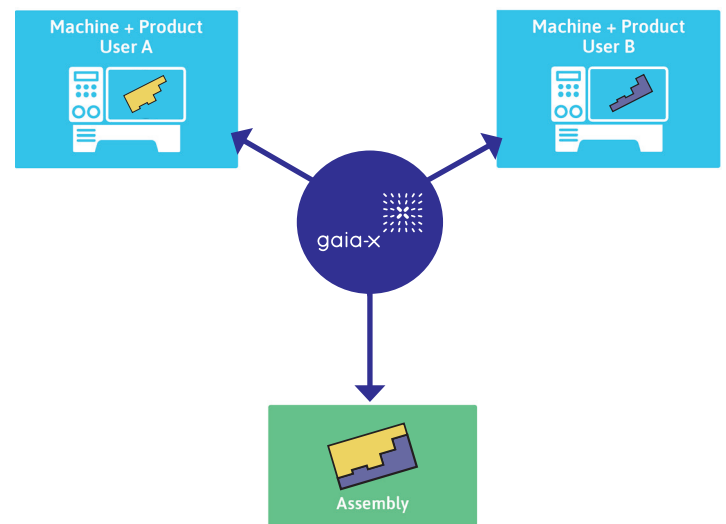 Machine + Product
User A
Machine + Product
User B
gaia-x
Assembly